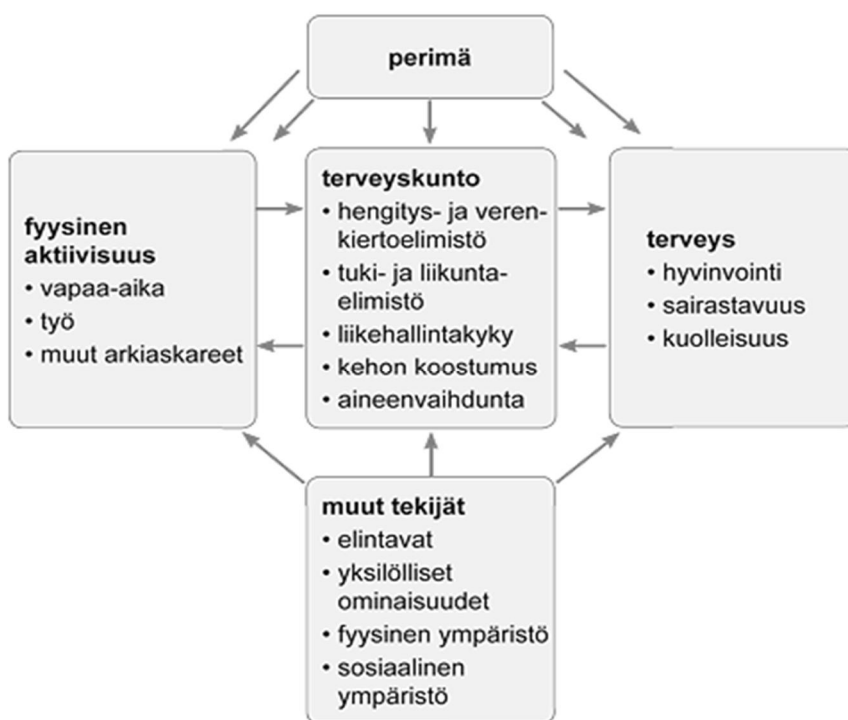 perimä
fyysinen
aktiivisuus
• vapaa-aika
• työ
• muut arkiaskareet
terveyskunto
• hengitys- ja veren-
kiertoelimistö
• tuki- ja liikunta-
elimistö
• liikehallintakyky
• kehon koostumus
• aineenvaihdunta
terveys
• hyvinvointi
• sairastavuus
• kuolleisuus
muut tekijät
• elintavat
• yksilölliset
ominaisuudet
• fyysinen ympäristö
• sosiaalinen
ympäristö